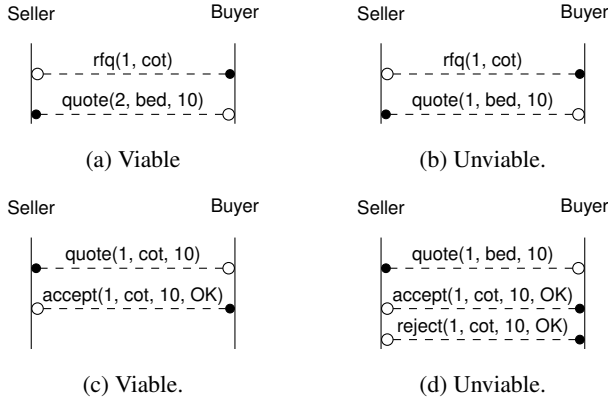 Seller Buyer Seller Buyer
rfq(1, cot) rfq(1, cot)
quote(2, bed, 10) quote(1, bed, 10)
(a) Viable (b) Unviable.
Seller Buyer Seller Buyer
quote(1, cot, 10) quote(1, bed, 10)
accept(1, cot, 10, OK) accept(1, cot, 10, OK)
reject(1, cot, 10, OK)
(c) Viable. (d) Unviable.